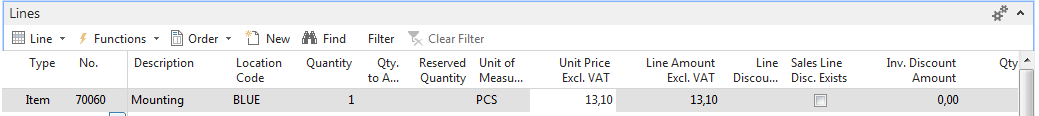 Lines
Line Functions Order New Find Filter Clear Filter
Type No. Description Location Code Quantity Qty. to A... Reserved Quantity Unit of Measu... Unit Price Excl. VAT Line Amount Excl. VAT Line Discou... Sales Line Disc. Exists Inv. Discount Amount Qty
Item 70060 Mounting BLUE 1 PCS 13,10 13,10 0,00